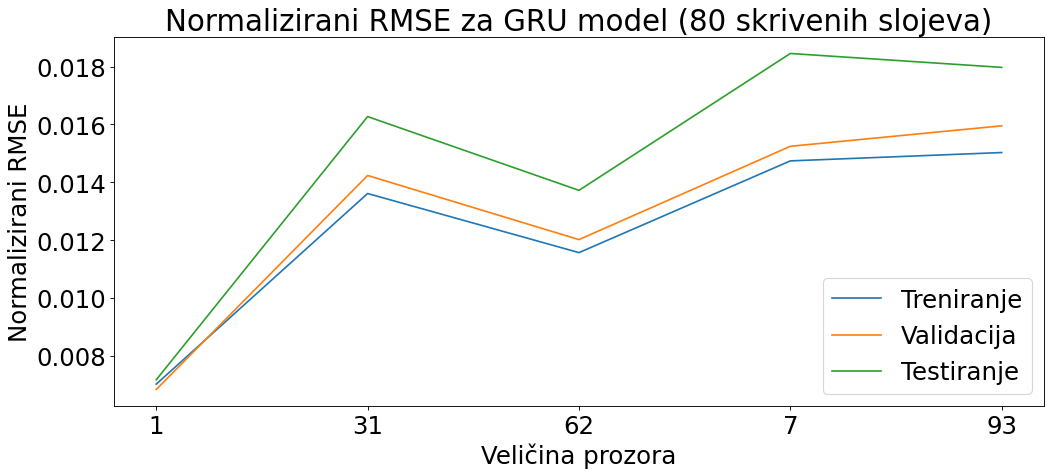 Normalizirani RMSE za GRU model (80 skrivenih slojeva)
Normalizirani RMSE
0.018
0.016
0.014
0.012
0.010
0.008
Treniranje
Validacija
Testiranje
1 31 62 7 93
Veličina prozora